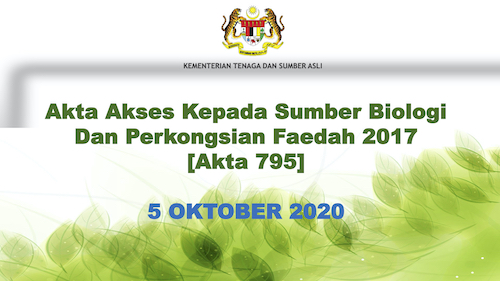 KEMENTERIAN TENAGA DAN SUMBER ASLI
Akta Akses Kepada Sumber Biologi
Dan Perkongsian Faedah 2017
[Akta 795]
5 OKTOBER 2020